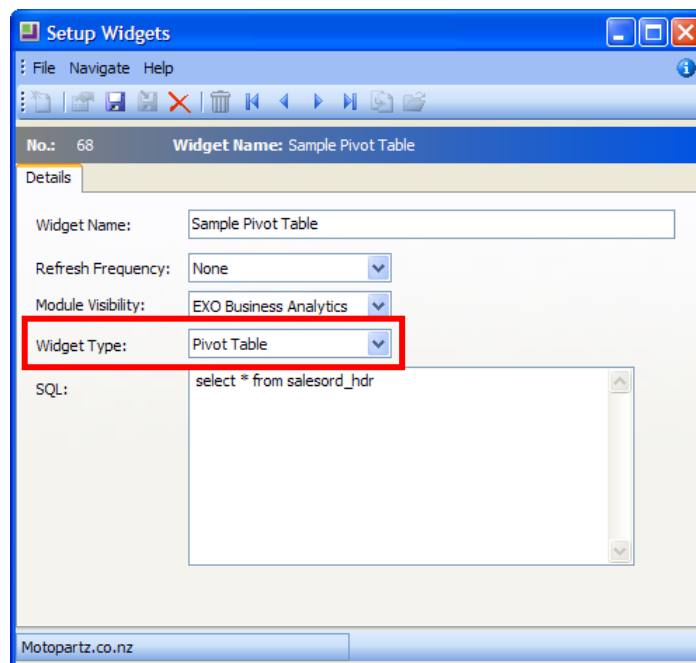 Setup Widgets
File Navigate Help
No.: 68 Widget Name: Sample Pivot Table
Details
Widget Name: Sample Pivot Table
Refresh Frequency: None
Module Visibility: EXO Business Analytics
Widget Type: Pivot Table
SQL: select * from salesord_hdr
Motopartz.co.nz